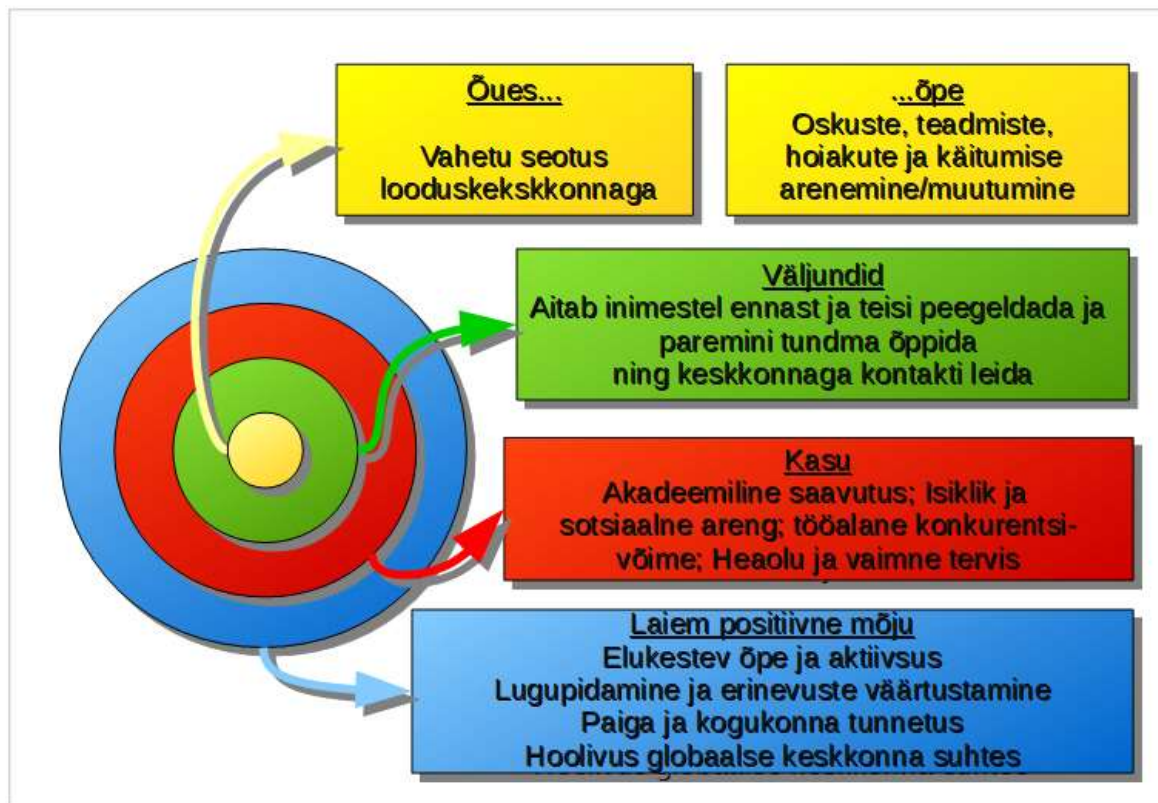 Õues...
Vahetu seotus
looduskekskkonnaga
...õpe
Oskuste, teadmiste,
hoiakute ja käitumise
arenemine/muutumine
Väljundid
Aitab inimestel ennast ja teisi peegeldada ja
paremini tundma õppida
ning keskkonnaga kontakti leida
Kasu
Akadeemiline saavutus; Isiklik ja
sotsiaalne areng; tööalane konkurentsi-
võime; Heaolu ja vaimne tervis
Laiem positiivne mõju
Elukestev õpe ja aktiivsus
Lugupidamine ja erinevuste väärtustamine
Paiga ja kogukonna tunnetus
Hoolivus globaalse keskkonna suhtes